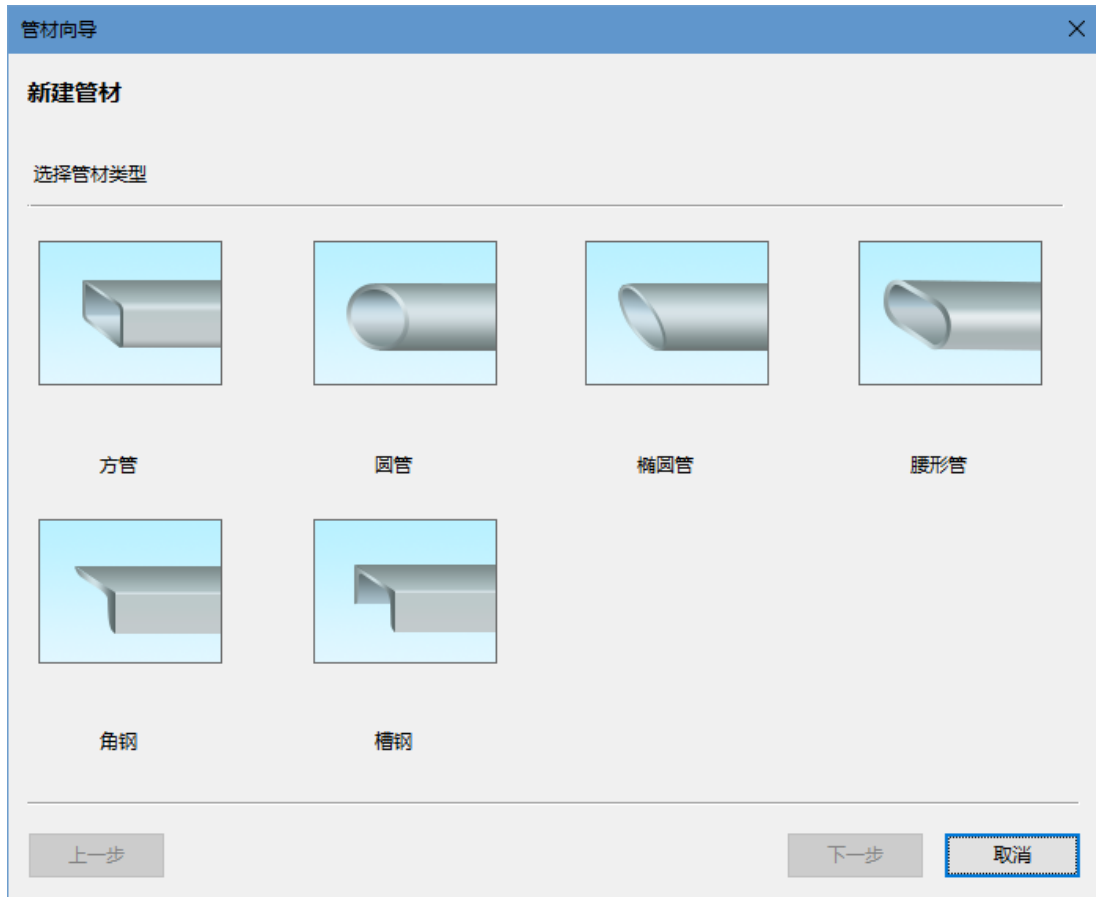 管材向导
新建管材
选择管材类型
方管 圆管 椭圆管 腰形管
角钢 槽钢
上一步 下一步 取消